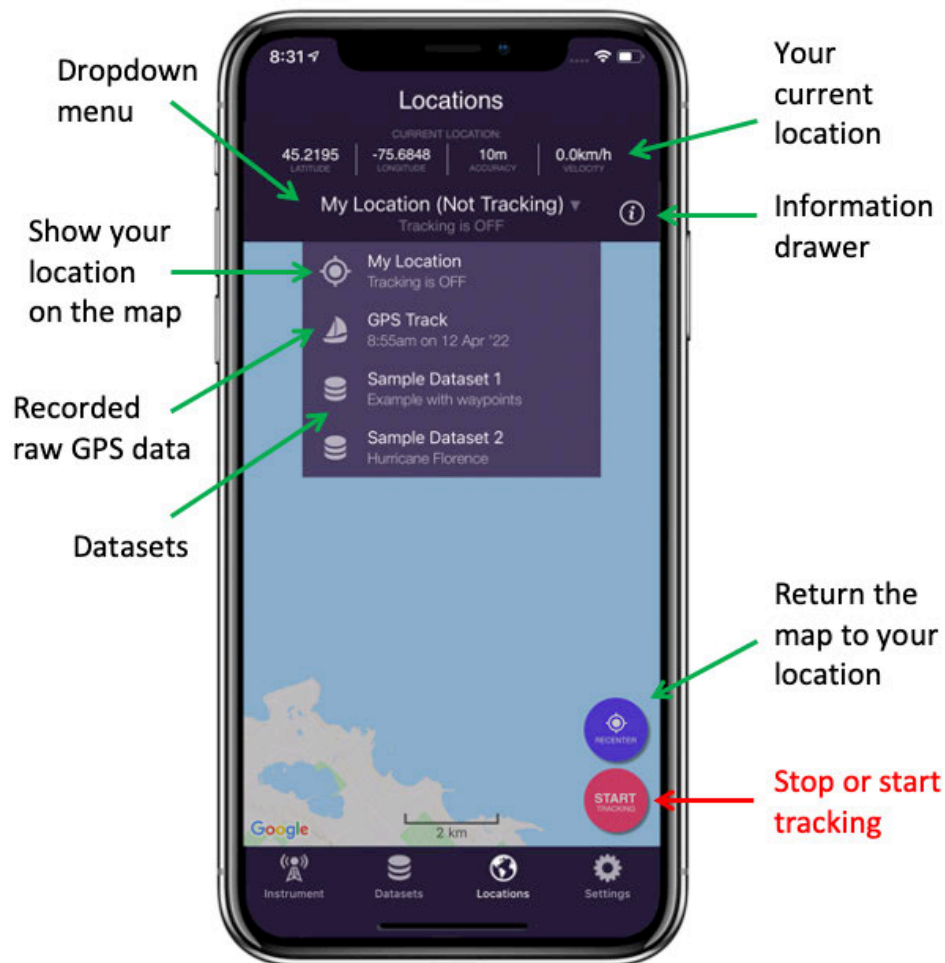 8:31
Locations
CURRENT LOCATION:
45.2195 -75.6848 10m 0.0km/h
LATITUDE LONGITUDE ACCURACY VELOCITY
My Location (Not Tracking)
Tracking is OFF
My Location
Tracking is OFF
GPS Track
8:55am on 12 Apr '22
Sample Dataset 1
Example with waypoints
Sample Dataset 2
Hurricane Florence
RECENTER
START
TRACKING
Google
2 km
Instrument Datasets Locations Settings
Dropdown
menu
Show your
location
on the map
Recorded
raw GPS data
Datasets
Your
current
location
Information
drawer
Return the
map to your
location
Stop or start
tracking